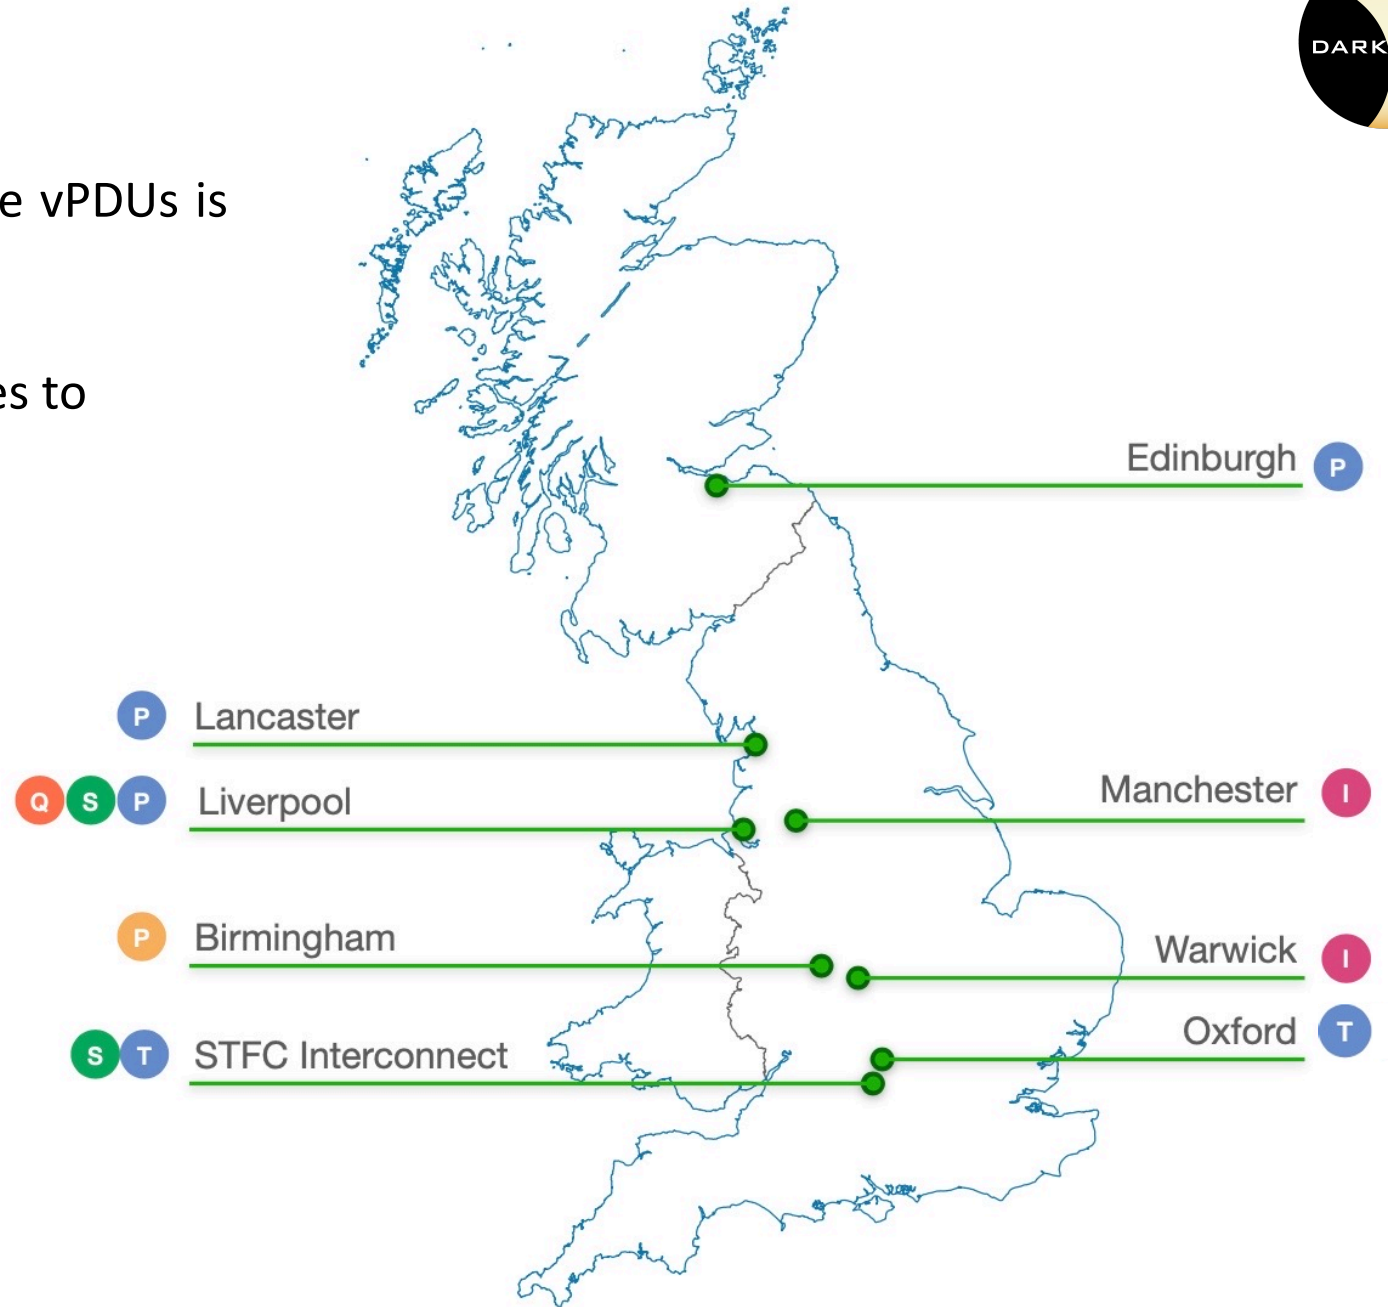 DARK
e vPDUs is
es to
Edinburgh P
P Lancaster
Q S P Liverpool
Manchester I
P Birmingham
Warwick I
Oxford T
S T STFC Interconnect